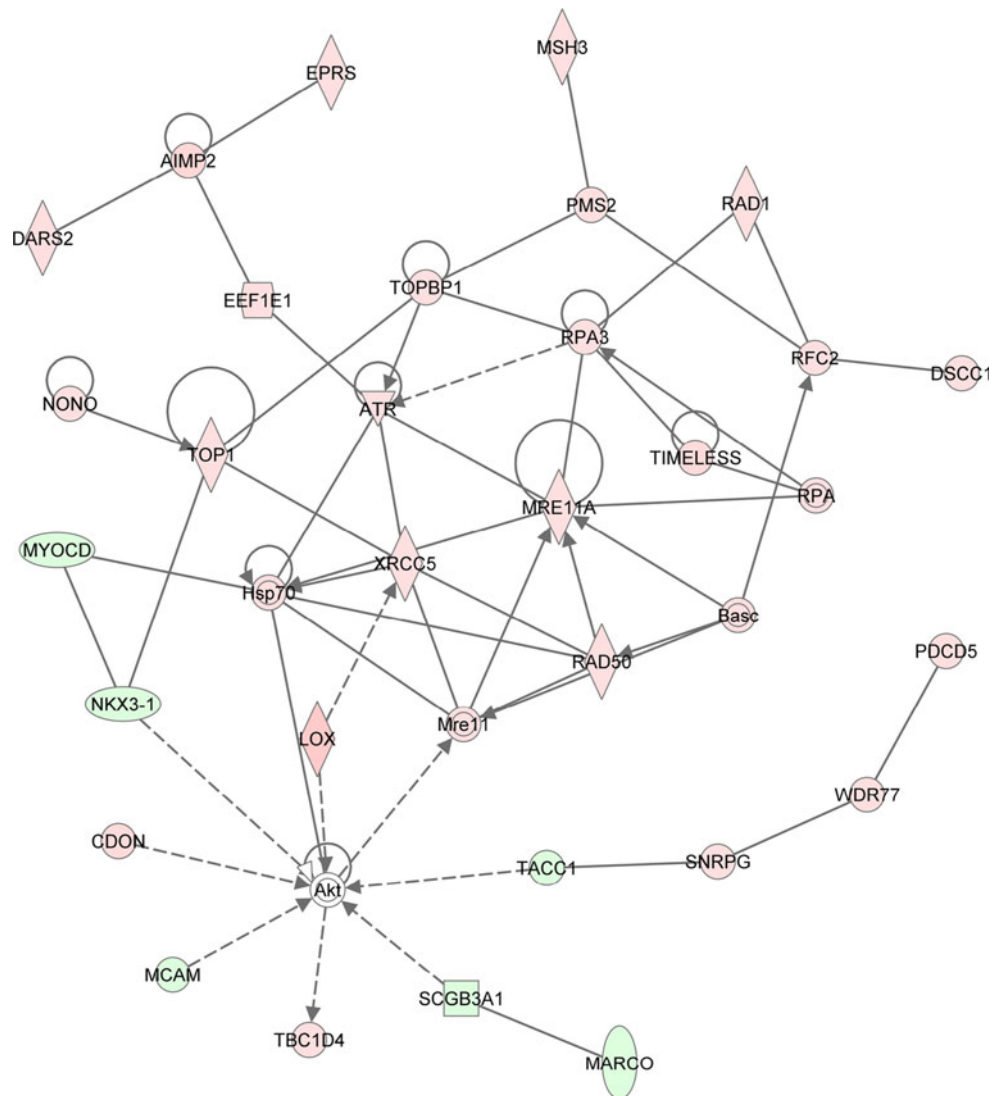 MSH3
EPRS
AIMP2
PMS2
RAD1
DARS2
TOPBP1
EEF1E1
RPA3
RFC2
DSCC1
NONO
ATR
TOP1
TIMELESS
RPA
MRE11A
MYOCD
XRCC5
Hsp70
Basc
PDCD5
RAD50
NKX3-1
Mre11
LOX
WDR77
CDON
SNRPG
TACC1
Akt
MCAM
SCGB3A1
TBC1D4
MARCO